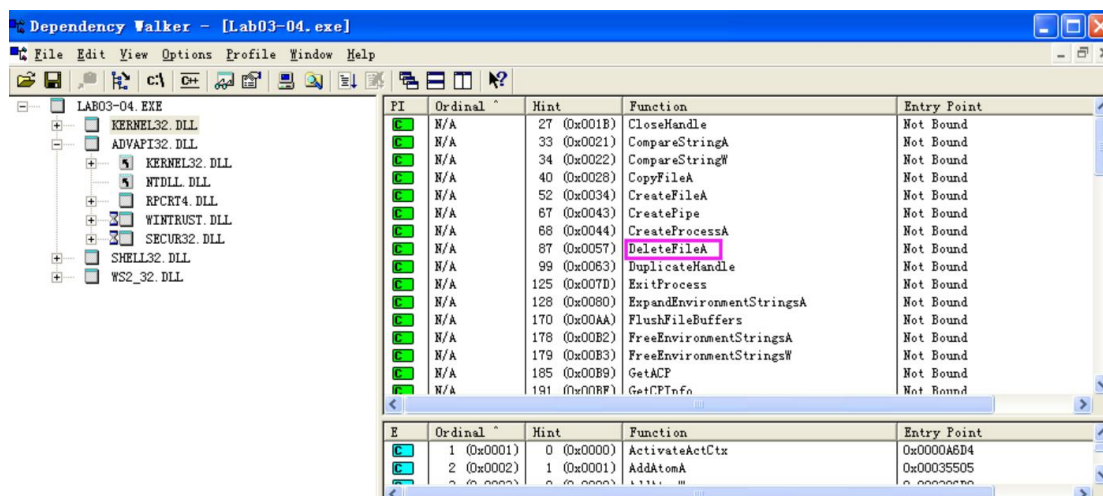 Dependency Walker - [Lab03-04.exe]
File Edit View Options Profile Window Help
c:\ C++
LAB03-04.EXE
KERNEL32.DLL
ADVAPI32.DLL
KERNEL32.DLL
NTDLL.DLL
RPCRT4.DLL
WINTRUST.DLL
SECUR32.DLL
SHELL32.DLL
WS2_32.DLL
PI Ordinal ^ Hint Function Entry Point
C N/A 27 (0x001B) CloseHandle Not Bound
C N/A 33 (0x0021) CompareStringA Not Bound
C N/A 34 (0x0022) CompareStringW Not Bound
C N/A 40 (0x0028) CopyFileA Not Bound
C N/A 52 (0x0034) CreateFileA Not Bound
C N/A 67 (0x0043) CreatePipe Not Bound
C N/A 68 (0x0044) CreateProcessA Not Bound
C N/A 87 (0x0057) DeleteFileA Not Bound
C N/A 99 (0x0063) DuplicateHandle Not Bound
C N/A 125 (0x007D) ExitProcess Not Bound
C N/A 128 (0x0080) ExpandEnvironmentStringsA Not Bound
C N/A 170 (0x00AA) FlushFileBuffers Not Bound
C N/A 178 (0x00B2) FreeEnvironmentStringsA Not Bound
C N/A 179 (0x00B3) FreeEnvironmentStringsW Not Bound
C N/A 185 (0x00B9) GetACP Not Bound
C N/A 191 (0x00BF) GetCPInfo Not Bound
E Ordinal ^ Hint Function Entry Point
C 1 (0x0001) 0 (0x0000) ActivateActCtx 0x0000A6D4
C 2 (0x0002) 1 (0x0001) AddAtomA 0x00035505